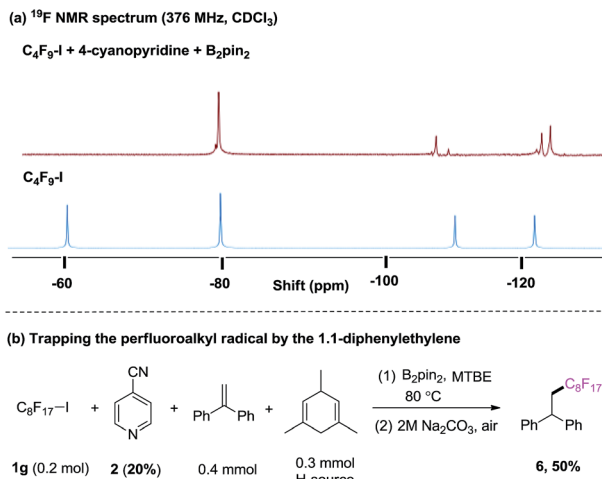 (a) ¹⁹F NMR spectrum (376 MHz, CDCl₃)
C₄F₉-I + 4-cyanopyridine + B₂pin₂
C₄F₉-I
-60 -80 Shift (ppm) -100 -120
(b) Trapping the perfluoroalkyl radical by the 1.1-diphenylethylene
CN
(1) B₂pin₂, MTBE
C₈F₁₇
80 °C
C₈F₁₇—I + + + 
Ph Ph
(2) 2M Na₂CO₃, air
Ph Ph
N
1g (0.2 mol) 2 (20%) 0.4 mmol 0.3 mmol 6, 50%
H source